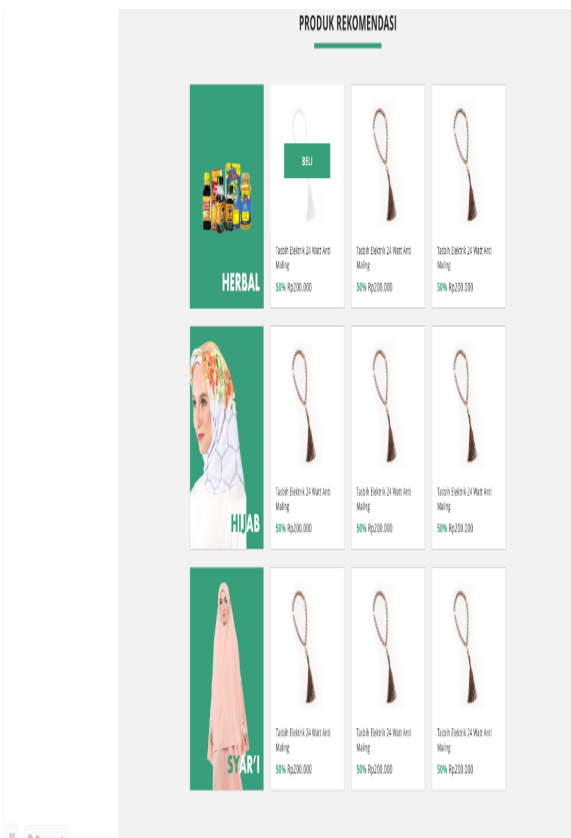 PRODUK REKOMENDASI
HERBAL
BELI
Tasbih Elektrik 24 Watt Anti
Maling
50% Rp200.000
Tasbih Elektrik 24 Watt Anti
Maling
50% Rp200.000
Tasbih Elektrik 24 Watt Anti
Maling
50% Rp200.000
HIJAB
Tasbih Elektrik 24 Watt Anti
Maling
50% Rp200.000
Tasbih Elektrik 24 Watt Anti
Maling
50% Rp200.000
Tasbih Elektrik 24 Watt Anti
Maling
50% Rp200.000
SYAR'I
Tasbih Elektrik 24 Watt Anti
Maling
50% Rp200.000
Tasbih Elektrik 24 Watt Anti
Maling
50% Rp200.000
Tasbih Elektrik 24 Watt Anti
Maling
50% Rp200.000